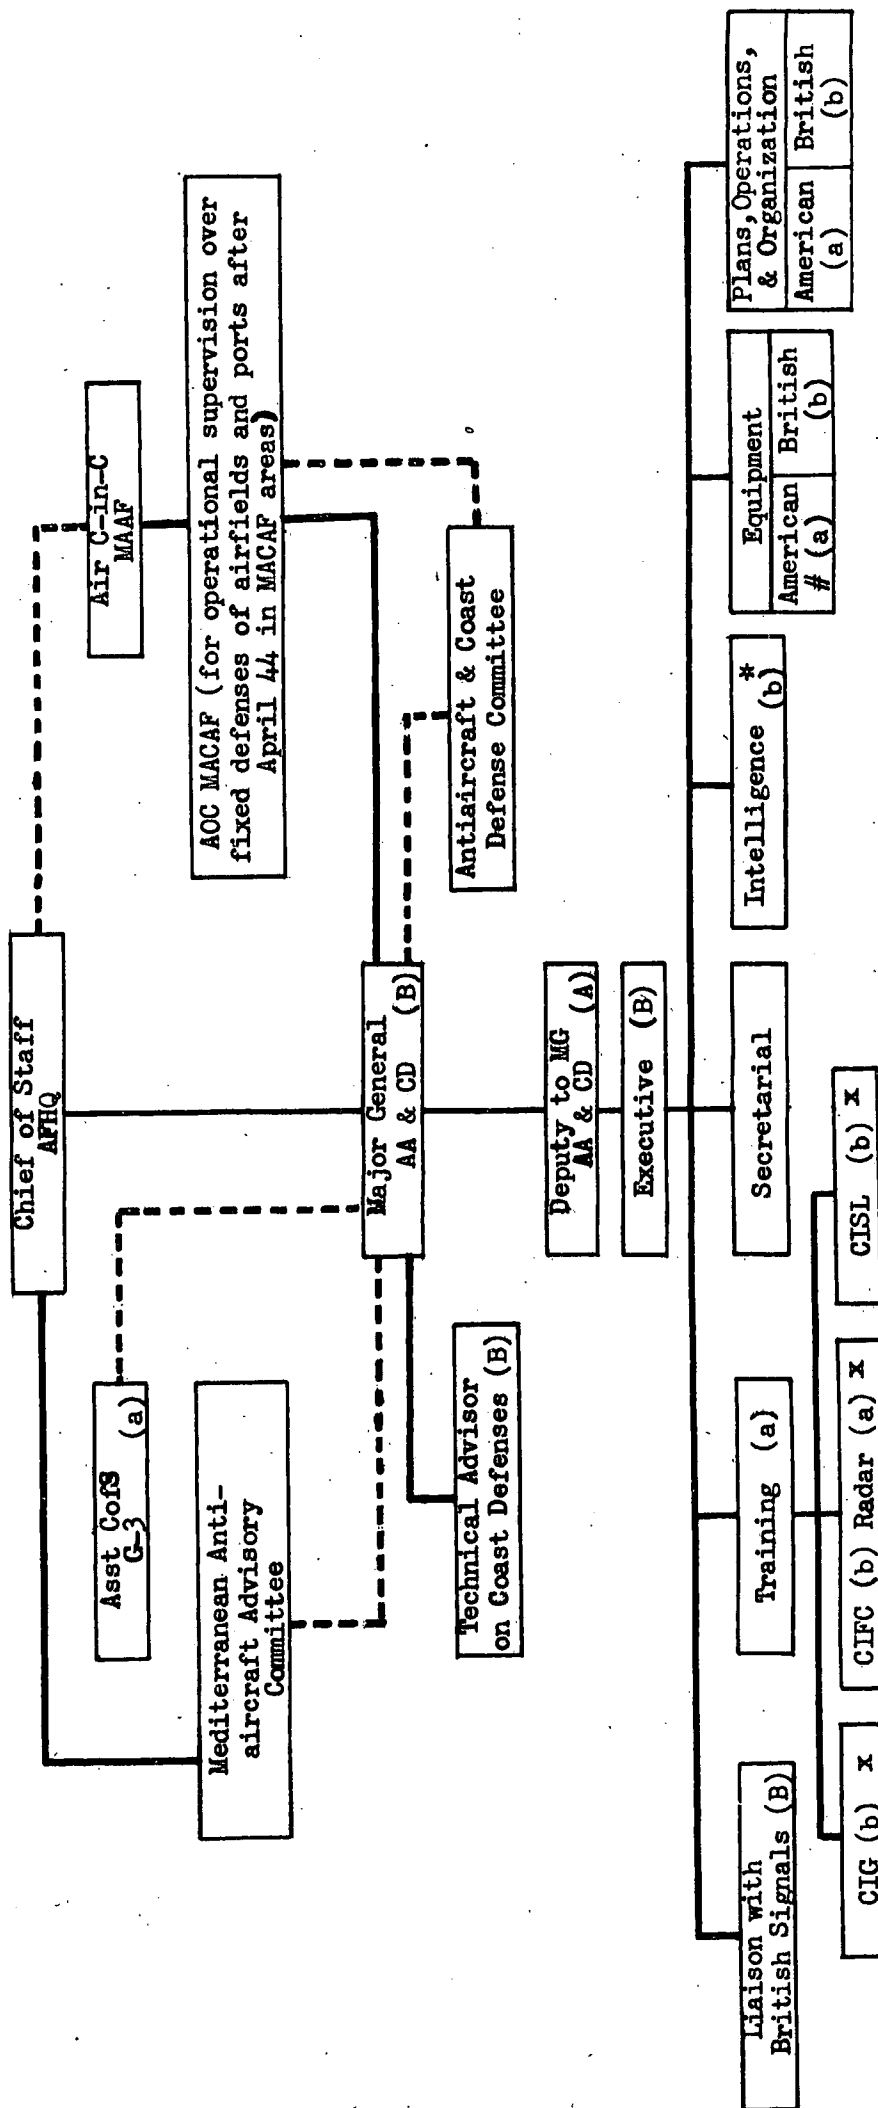 Chief of Staff
AFHQ
Air C-in-C
MAAF
Asst CofS
G-3 (a)
AOC MACAF (for operational supervision over
fixed defenses of airfields and ports after
April 44 in MACAF areas)
Mediterranean Anti-
aircraft Advisory
Committee
Major General
AA & CD (B)
Technical Advisor
on Coast Defenses (B)
Antiaircraft & Coast
Defense Committee
Deputy to MG
AA & CD (A)
Executive (B)
Liaison with
British Signals (B)
Training (a)
Secretarial
Intelligence *
(b)
Equipment
American British
# (a) (b)
Plans,Operations,
& Organization
American British
(a) (b)
CIG (b) x
CIFC (b) Radar (a) x
CISL (b) x